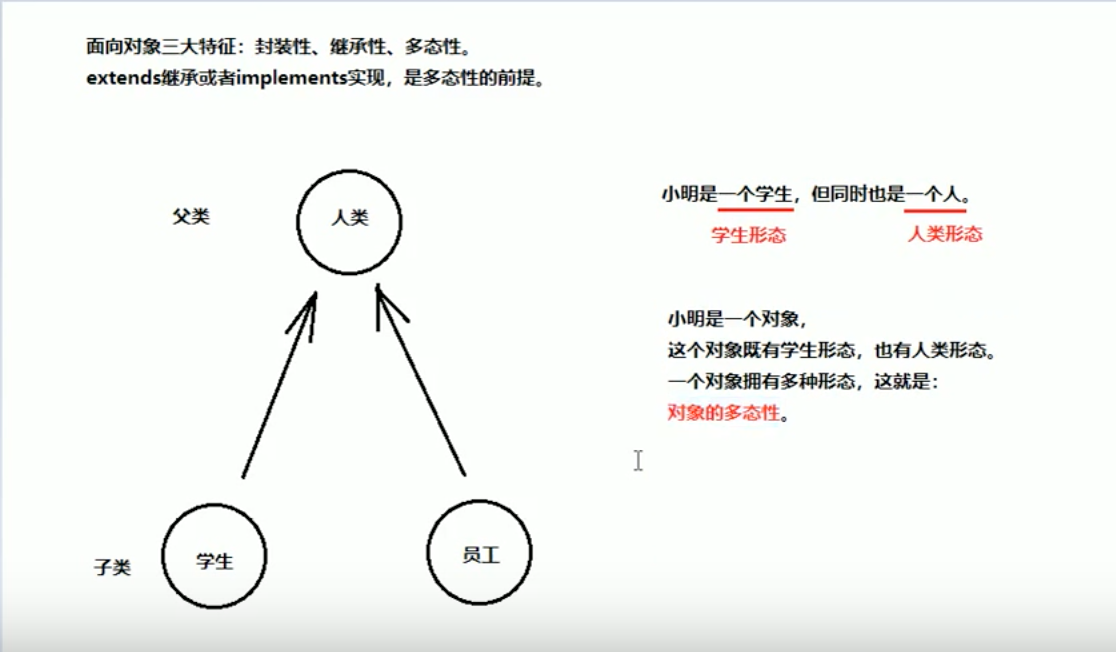 面向对象三大特征：封装性、继承性、多态性。
extends继承或者implements实现，是多态性的前提。
父类
人类
小明是一个学生，但同时也是一个人。
学生形态
人类形态
小明是一个对象，
这个对象既有学生形态，也有人类形态。
一个对象拥有多种形态，这就是：
对象的多态性。
子类
学生
员工